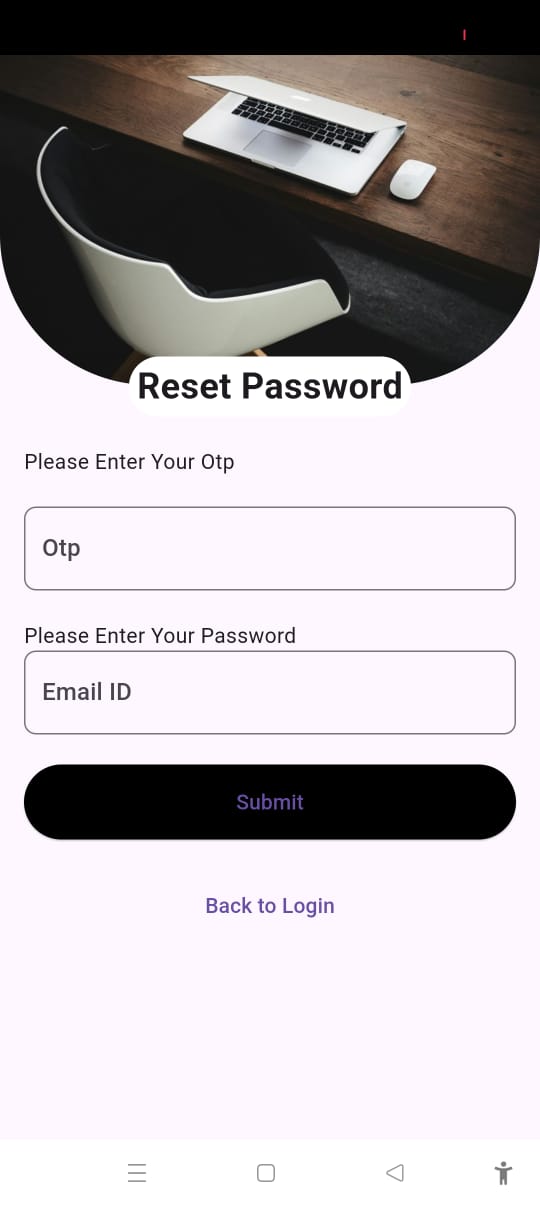 Reset Password
Please Enter Your Otp
Otp
Please Enter Your Password
Email ID
Submit
Back to Login